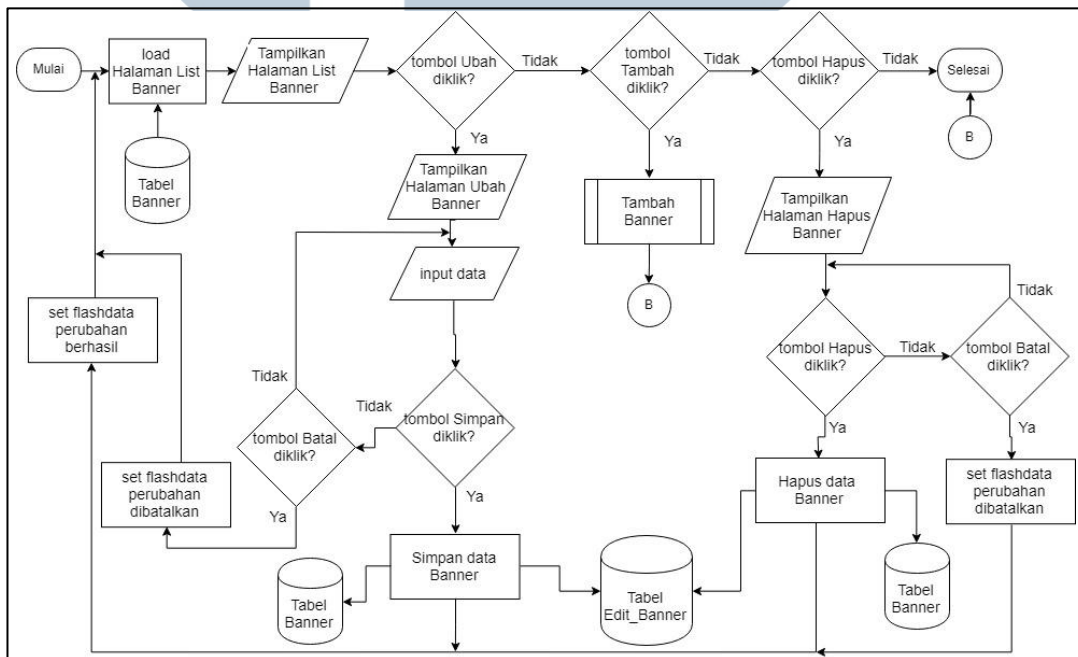 Mulai
load
Halaman List
Banner
Tampilkan
Halaman List
Banner
tombol Ubah
diklik?
Tidak
tombol
Tambah
diklik?
Tidak
tombol Hapus
diklik?
Tidak
Selesai
B
Tabel
Banner
Ya
Ya
Ya
Tampilkan
Halaman Ubah
Banner
Tambah
Banner
Tampilkan
Halaman Hapus
Banner
input data
B
Tidak
set flashdata
perubahan
berhasil
tombol Hapus
diklik?
Tidak
tombol Batal
diklik?
Tidak
tombol Batal
diklik?
Tidak
tombol Simpan
diklik?
Ya
Ya
set flashdata
perubahan
dibatalkan
Ya
Ya
Hapus data
Banner
set flashdata
perubahan
dibatalkan
Simpan data
Banner
Tabel
Banner
Tabel
Edit_Banner
Tabel
Banner